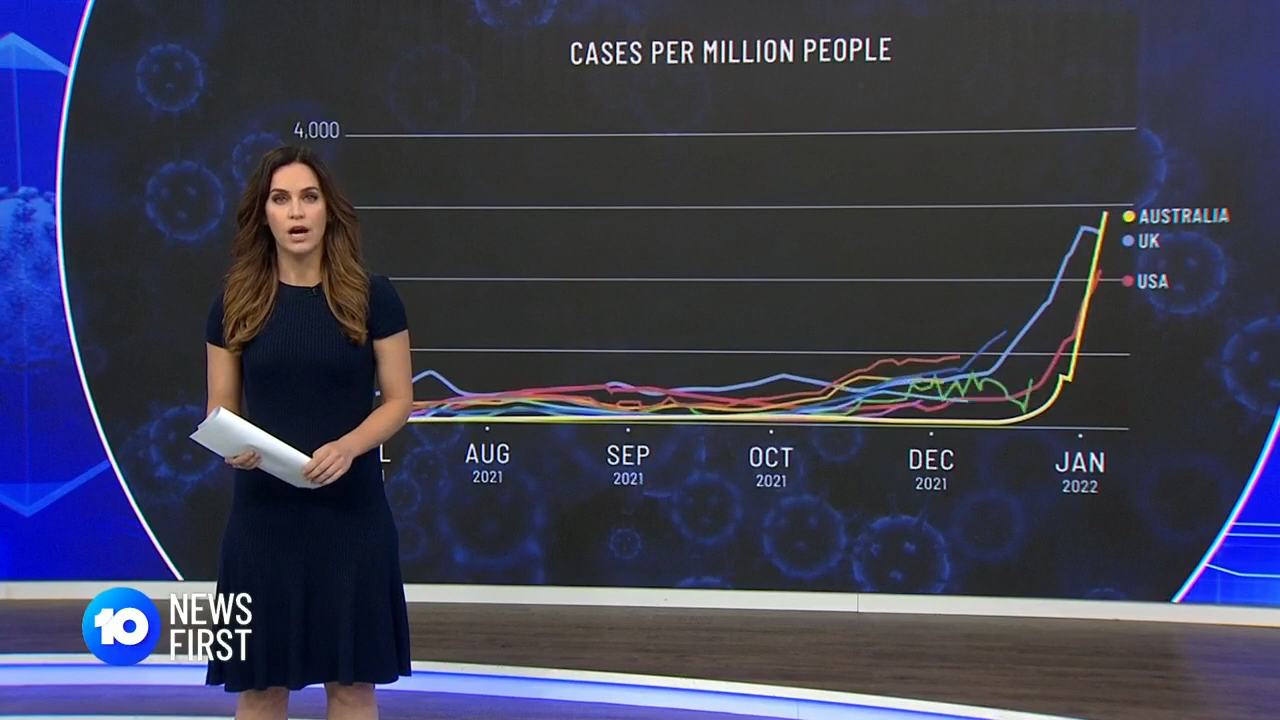 CASES PER MILLION PEOPLE
4,000
AUSTRALIA
UK
USA
L AUG SEP OCT DEC JAN
2021 2021 2021 2021 2022
10 NEWS
FIRST